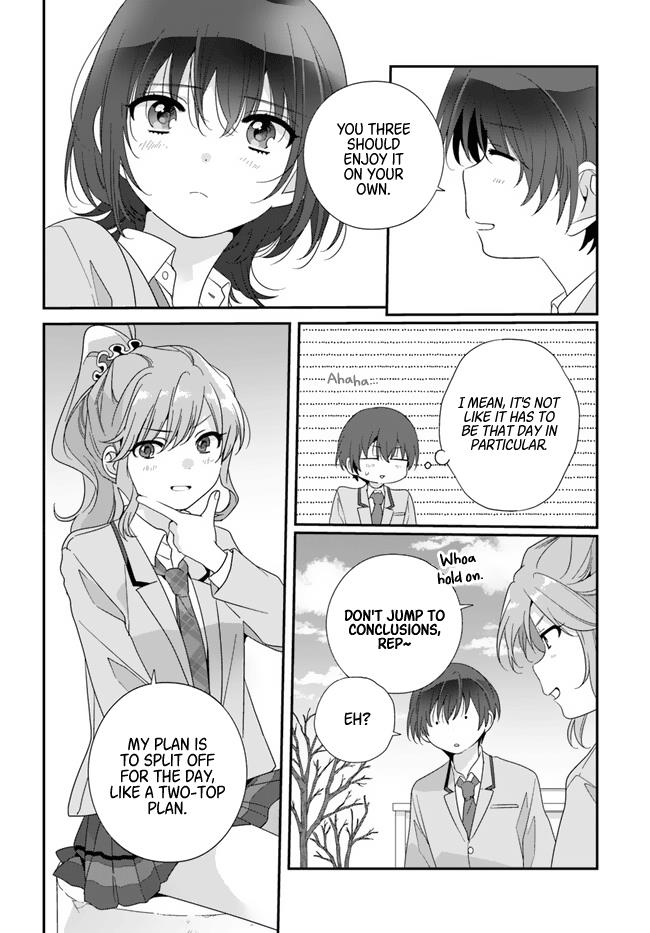 YOU THREE
SHOULD
ENJOY IT
ON YOUR
OWN.
I MEAN, IT'S NOT
LIKE IT HAS TO
BE THAT DAY IN
PARTICULAR.
Ahaha...
Whoa
hold on.
DON'T JUMP TO
CONCLUSIONS,
REP~
EH?
MY PLAN IS
TO SPLIT OFF
FOR THE DAY,
LIKE A TWO-TOP
PLAN.